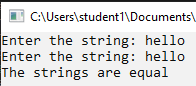 C:\Users\student1\Documents\
Enter the string: hello
Enter the string: hello
The strings are equal